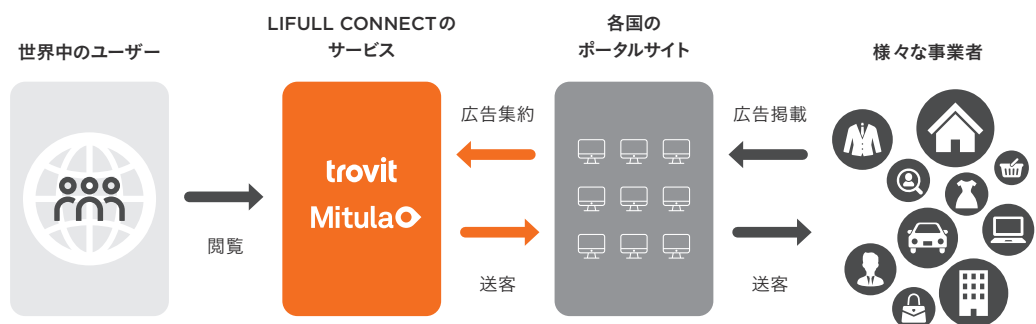 世界中のユーザー
LIFULL CONNECTの
サービス
各国の
ポータルサイト
様々な事業者
閲覧
trovit
Mitula
広告集約
送客
広告掲載
送客